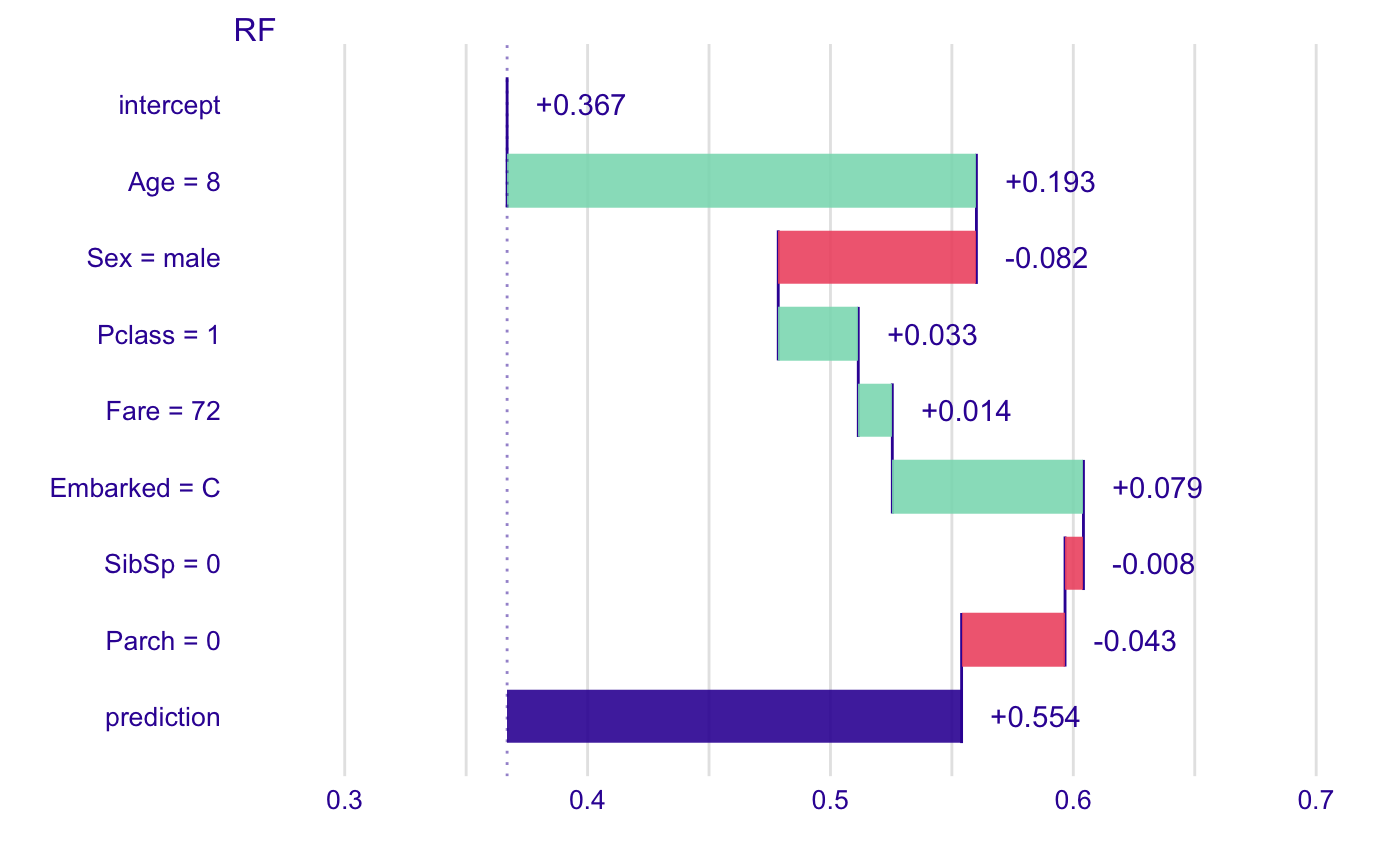 RF
intercept +0.367
Age = 8 +0.193
Sex = male -0.082
Pclass = 1 +0.033
Fare = 72 +0.014
Embarked = C +0.079
SibSp = 0 -0.008
Parch = 0 -0.043
prediction +0.554
0.3 0.4 0.5 0.6 0.7